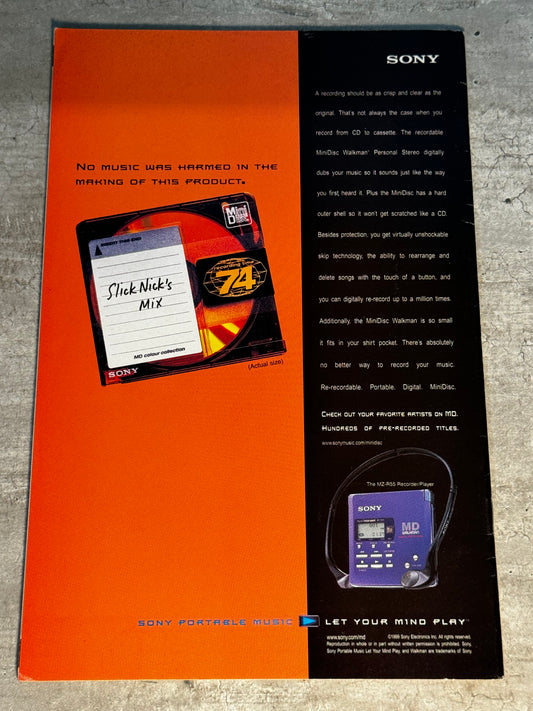 SONY
A recording should be as crisp and clear as the
original. That's not always the case when you
record from CD to cassette. The recordable
MiniDisc Walkman® Personal Stereo digitally
dubs your music so it sounds just like the way
you first heard it. Plus the MiniDisc has a hard
outer shell so it won't get scratched like a CD.
Besides protection, you get virtually unshockable
skip technology, the ability to rearrange and
delete songs with the touch of a button, and
you can digitally re-record up to a million times.
Additionally, the MiniDisc Walkman is so small
it fits in your shirt pocket. There's absolutely
no better way to record your music.
Re-recordable. Portable. Digital. MiniDisc.
CHECK OUT YOUR FAVORITE ARTISTS ON MD.
HUNDREDS OF PRE-RECORDED TITLES.
www.sonymusic.com/minidisc
NO MUSIC WAS HARMED IN THE
MAKING OF THIS PRODUCT.
Mini
Disc
INSERT THIS END
recording time
74
Slick Nick's
Mix
MD colour collection
SONY
(Actual size)
The MZ-R55 Recorder/Player
SONY
MD
WALKMAN
SONY PORTABLE MUSIC
LET YOUR MIND PLAY™
www.sony.com/md
©1999 Sony Electronics Inc. All rights reserved.
Reproduction in whole or in part without written permission is prohibited. Sony,
Sony Portable Music Let Your Mind Play, and Walkman are trademarks of Sony.